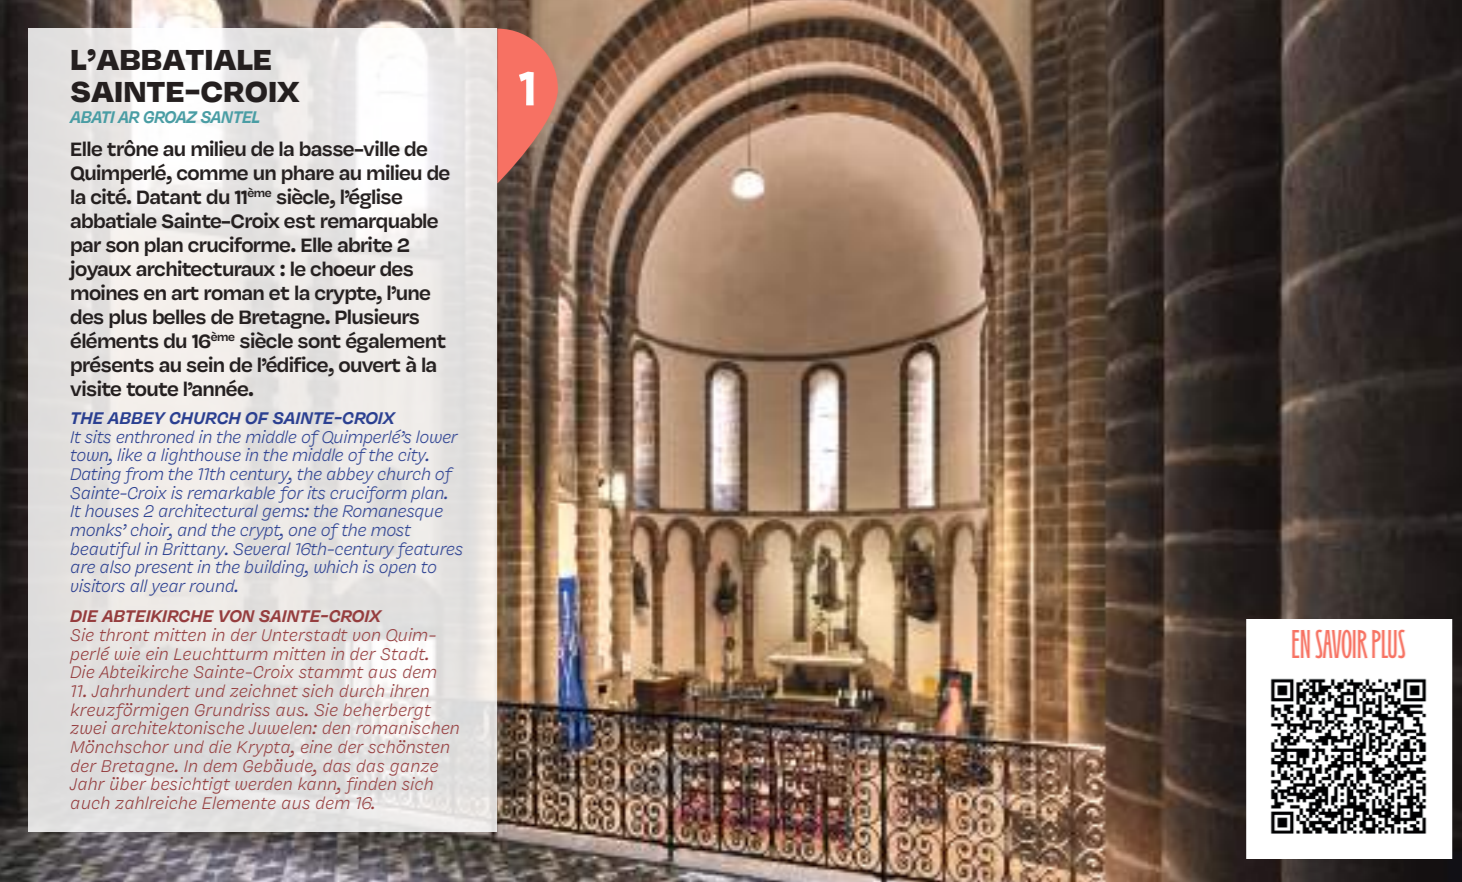 L’ABBATIALE
SAINTE-CROIX
ABATI AR GROAZ SANTEL
Elle trône au milieu de la basse-ville de
Quimperlé, comme un phare au milieu de
la cité. Datant du 11ème siècle, l’église
abbatiale Sainte-Croix est remarquable
par son plan cruciforme. Elle abrite 2
joyaux architecturaux : le choeur des
moines en art roman et la crypte, l’une
des plus belles de Bretagne. Plusieurs
éléments du 16ème siècle sont également
présents au sein de l’édifice, ouvert à la
visite toute l’année.
THE ABBEY CHURCH OF SAINTE-CROIX
It sits enthroned in the middle of Quimperlé’s lower
town, like a lighthouse in the middle of the city.
Dating from the 11th century, the abbey church of
Sainte-Croix is remarkable for its cruciform plan.
It houses 2 architectural gems: the Romanesque
monks’ choir, and the crypt, one of the most
beautiful in Brittany. Several 16th-century features
are also present in the building, which is open to
visitors all year round.
DIE ABTEIKIRCHE VON SAINTE-CROIX
Sie thront mitten in der Unterstadt von Quim-
perlé wie ein Leuchtturm mitten in der Stadt.
Die Abteikirche Sainte-Croix stammt aus dem
11. Jahrhundert und zeichnet sich durch ihren
kreuzförmigen Grundriss aus. Sie beherbergt
zwei architektonische Juwelen: den romanischen
Mönchschor und die Krypta, eine der schönsten
der Bretagne. In dem Gebäude, das das ganze
Jahr über besichtigt werden kann, finden sich
auch zahlreiche Elemente aus dem 16.
1
EN SAVOIR PLUS